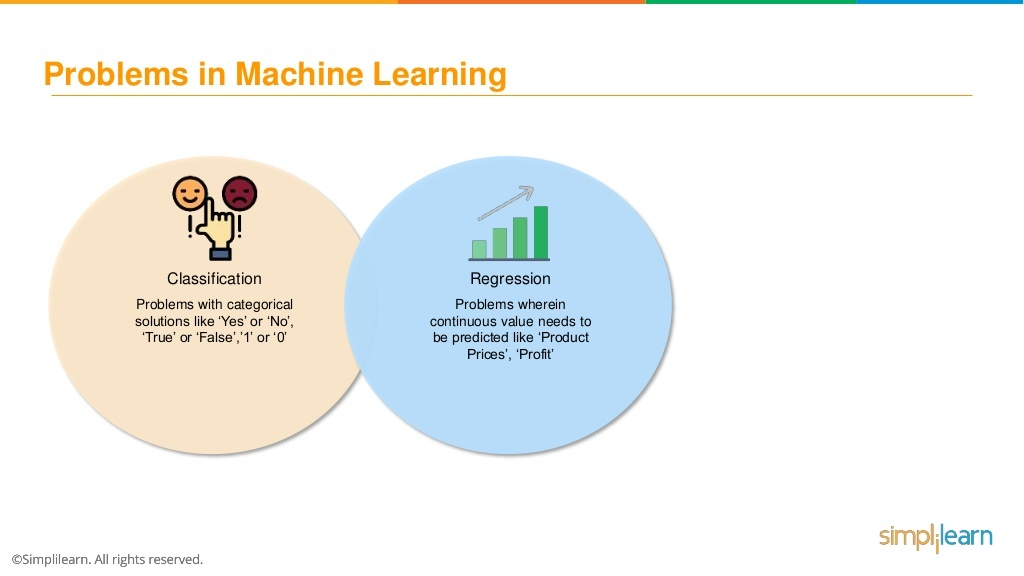 Problems in Machine Learning
Classification
Problems with categorical
solutions like ‘Yes’ or ‘No’,
‘True’ or ‘False’,’1’ or ‘0’
Regression
Problems wherein
continuous value needs to
be predicted like ‘Product
Prices’, ‘Profit’
simplilearn
©Simplilearn. All rights reserved.